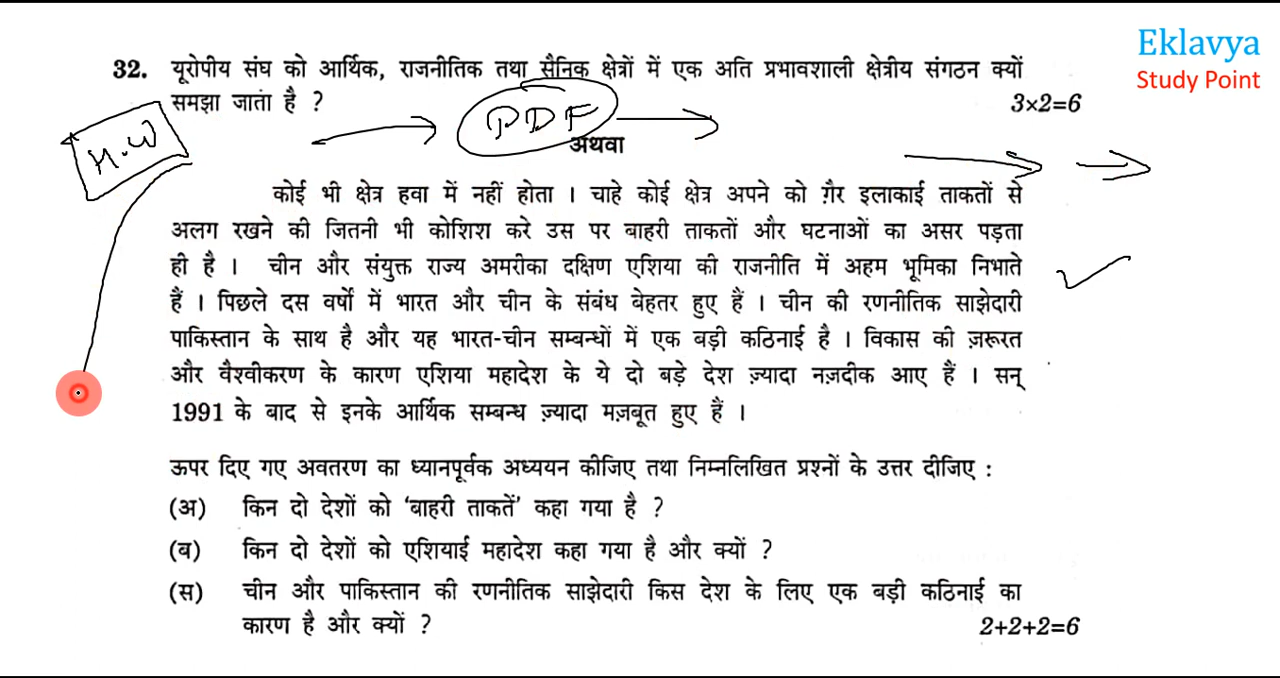 Eklavya
Study Point
32. यूरोपीय संघ को आर्थिक, राजनीतिक तथा सैनिक क्षेत्रों में एक अति प्रभावशाली क्षेत्रीय संगठन क्यों
समझा जाता है ? 3×2=6
PDF
H.W
अथवा
कोई भी क्षेत्र हवा में नहीं होता । चाहे कोई क्षेत्र अपने को ग़ैर इलाकाई ताकतों से
अलग रखने की जितनी भी कोशिश करे उस पर बाहरी ताकतों और घटनाओं का असर पड़ता
ही है । चीन और संयुक्त राज्य अमरीका दक्षिण एशिया की राजनीति में अहम भूमिका निभाते
हैं । पिछले दस वर्षों में भारत और चीन के संबंध बेहतर हुए हैं । चीन की रणनीतिक साझेदारी
पाकिस्तान के साथ है और यह भारत-चीन सम्बन्धों में एक बड़ी कठिनाई है । विकास की ज़रूरत
और वैश्वीकरण के कारण एशिया महादेश के ये दो बड़े देश ज़्यादा नज़दीक आए हैं । सन्
1991 के बाद से इनके आर्थिक सम्बन्ध ज़्यादा मज़बूत हुए हैं ।
ऊपर दिए गए अवतरण का ध्यानपूर्वक अध्ययन कीजिए तथा निम्नलिखित प्रश्नों के उत्तर दीजिए :
(अ) किन दो देशों को ‘बाहरी ताकतें’ कहा गया है ?
(ब) किन दो देशों को एशियाई महादेश कहा गया है और क्यों ?
(स) चीन और पाकिस्तान की रणनीतिक साझेदारी किस देश के लिए एक बड़ी कठिनाई का
कारण है और क्यों ? 2+2+2=6